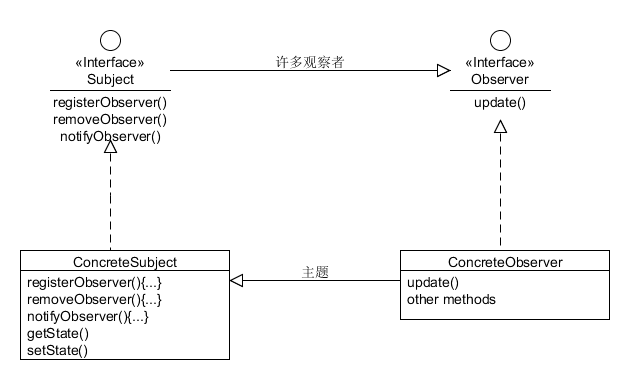 «Interface»
Subject
registerObserver()
removeObserver()
notifyObserver()
许多观察者
«Interface»
Observer
update()
ConcreteSubject
registerObserver(){...}
removeObserver(){...}
notifyObserver(){...}
getState()
setState()
主题
ConcreteObserver
update()
other methods